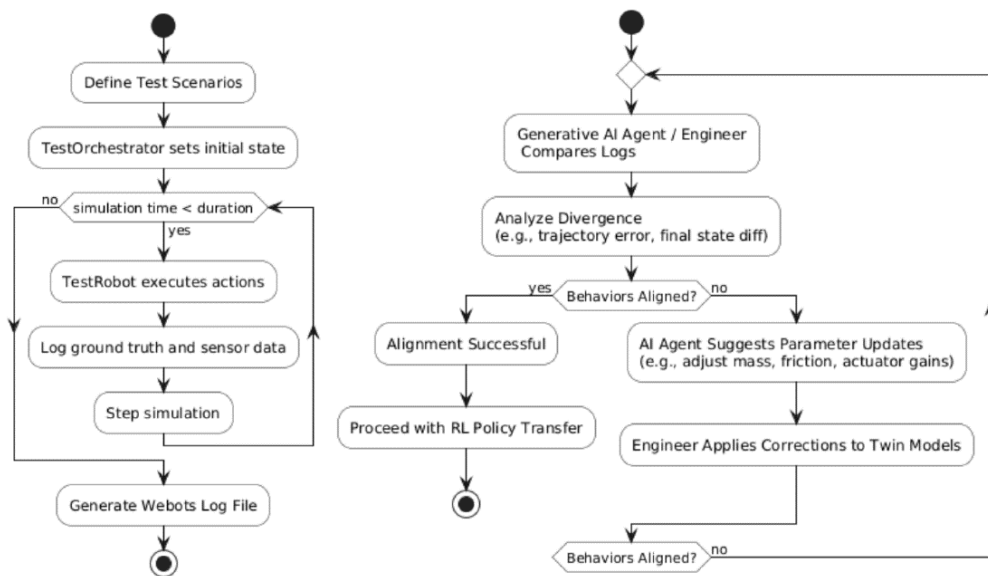 Define Test Scenarios
TestOrchestrator sets initial state
no
simulation time < duration
yes
TestRobot executes actions
Log ground truth and sensor data
Step simulation
Generate Webots Log File
Generative AI Agent / Engineer
Compares Logs
Analyze Divergence
(e.g., trajectory error, final state diff)
yes
Behaviors Aligned?
no
Alignment Successful
Proceed with RL Policy Transfer
AI Agent Suggests Parameter Updates
(e.g., adjust mass, friction, actuator gains)
Engineer Applies Corrections to Twin Models
Behaviors Aligned?
no